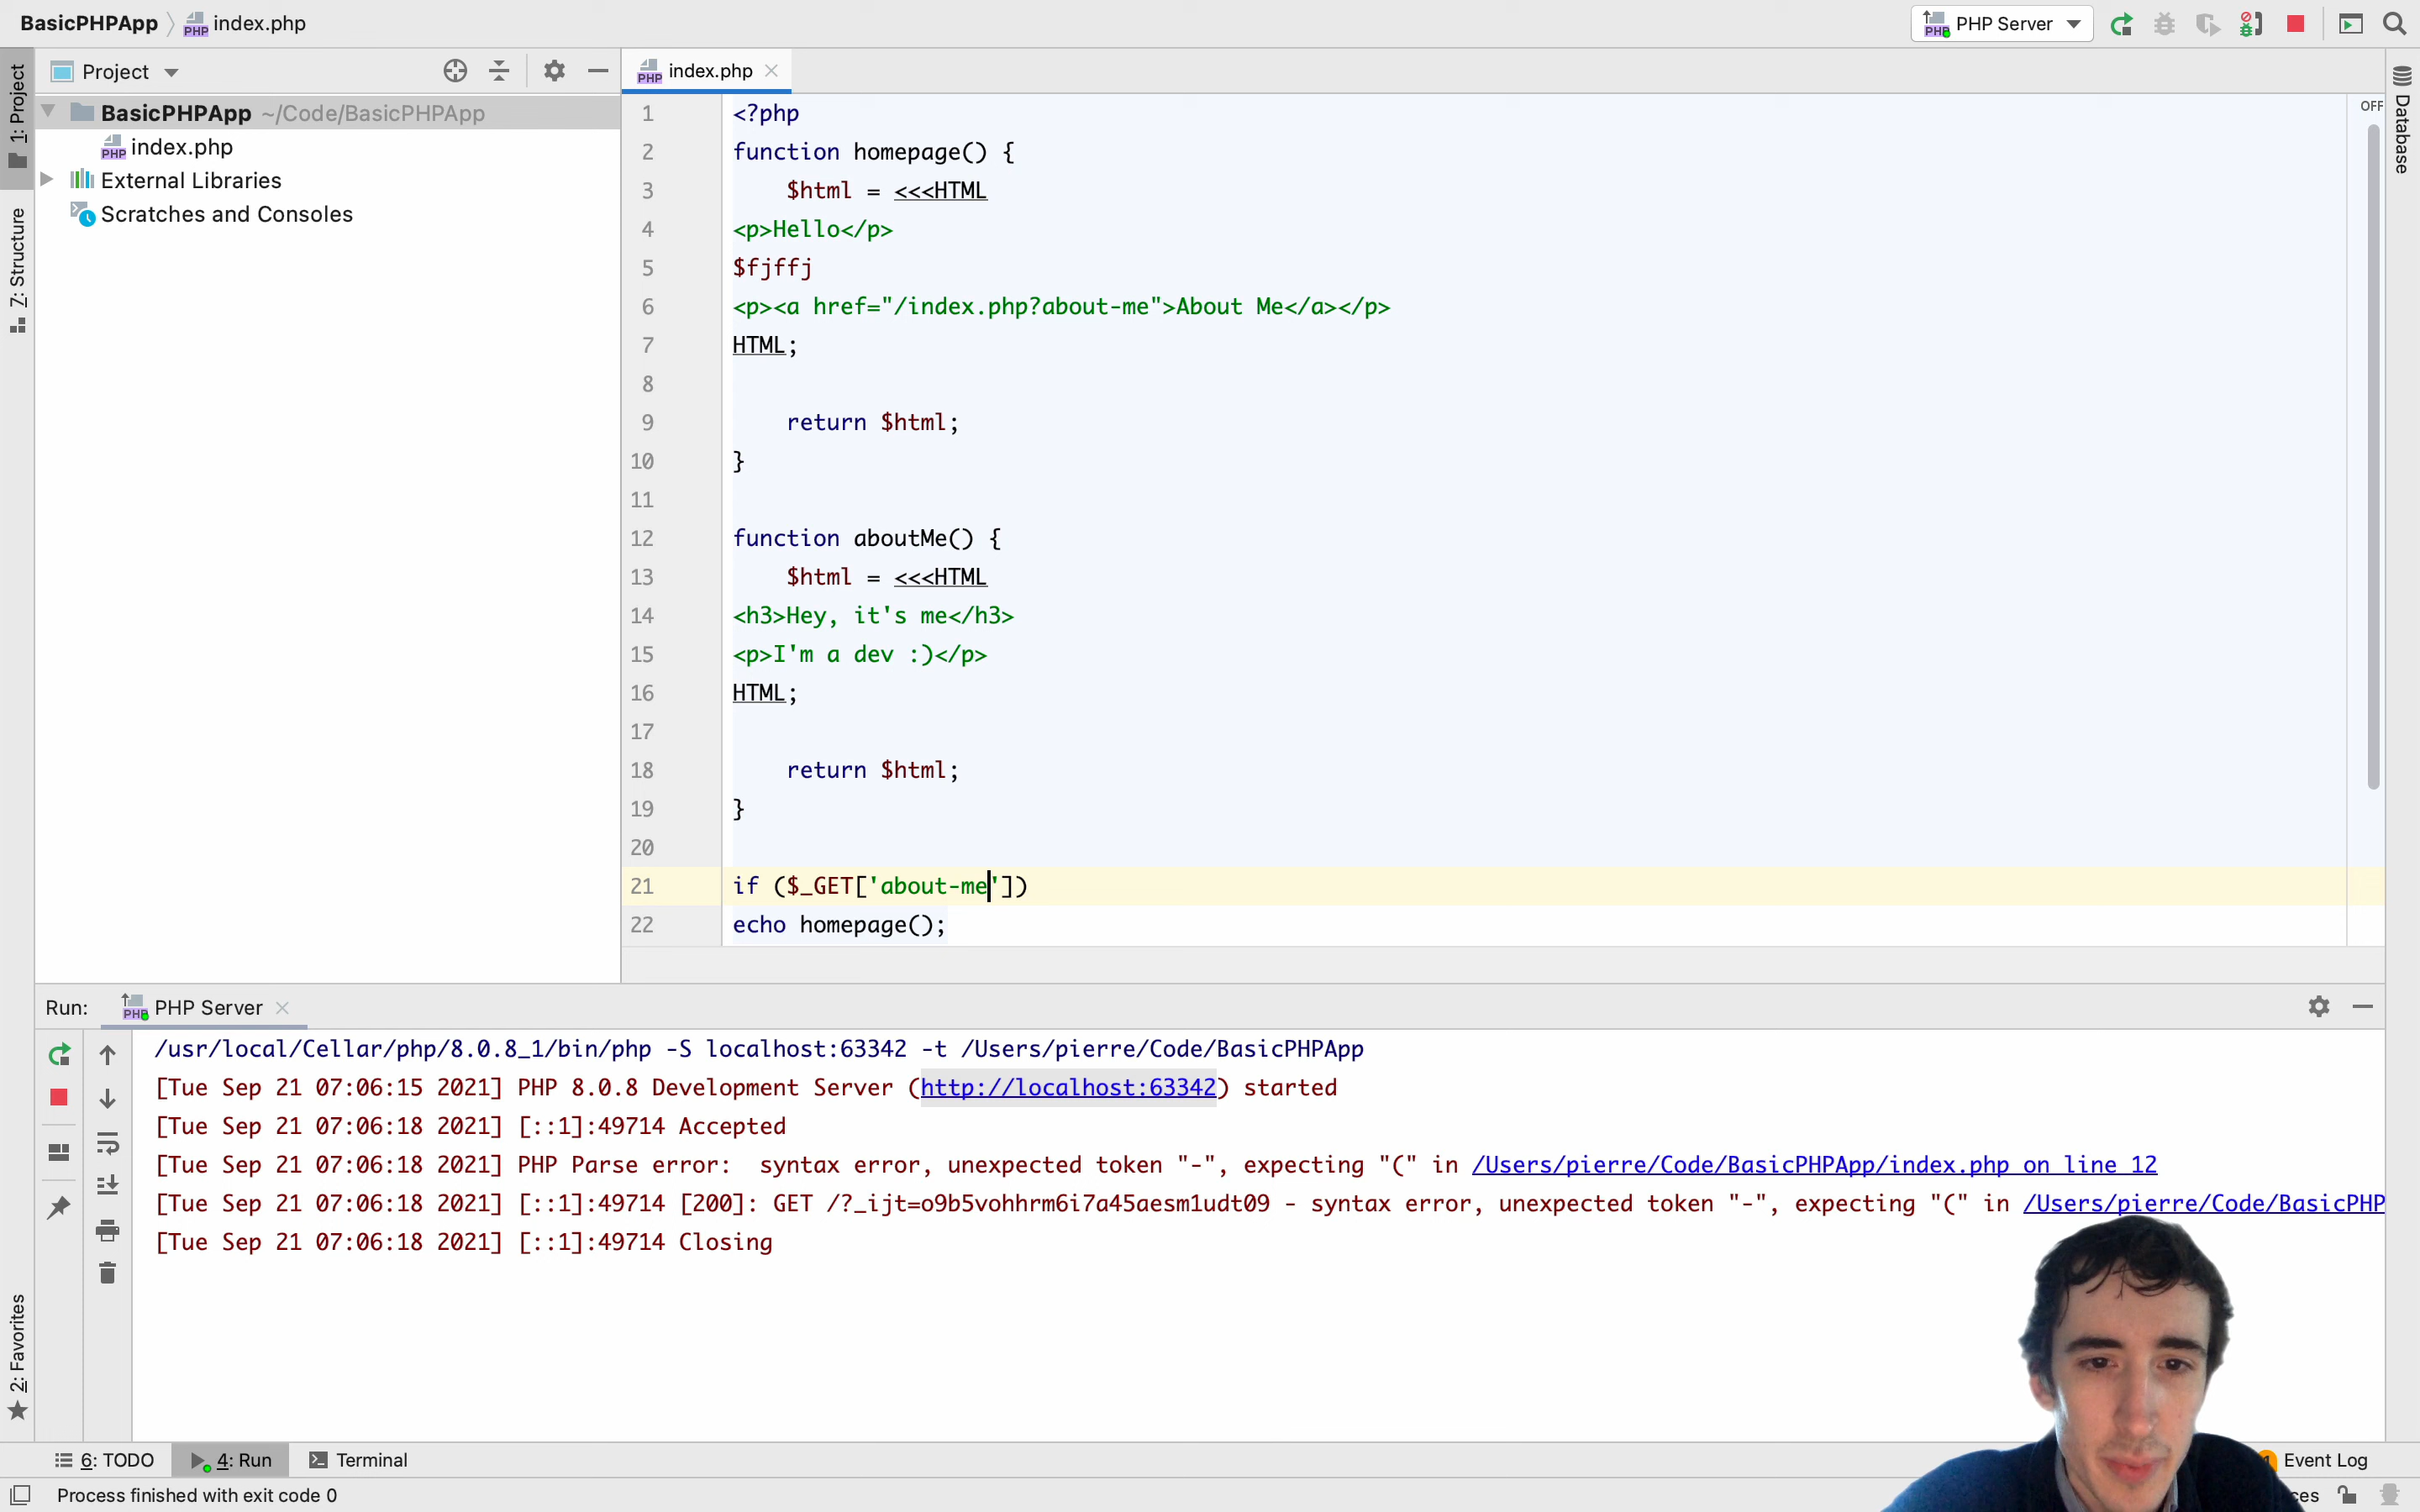 BasicPHPApp index.php
PHP Server
1: Project
Project
index.php
Database
BasicPHPApp ~/Code/BasicPHPApp
index.php
External Libraries
Scratches and Consoles
7: Structure
OFF
1 <?php
2 function homepage() {
3 $html = <<<HTML
4 <p>Hello</p>
5 $fjffj
6 <p><a href="/index.php?about-me">About Me</a></p>
7 HTML;
8
9 return $html;
10 }
11
12 function aboutMe() {
13 $html = <<<HTML
14 <h3>Hey, it's me</h3>
15 <p>I'm a dev :)</p>
16 HTML;
17
18 return $html;
19 }
20
21 if ($_GET['about-me'])
22 echo homepage();
Run: PHP Server
/usr/local/Cellar/php/8.0.8_1/bin/php -S localhost:63342 -t /Users/pierre/Code/BasicPHPApp
[Tue Sep 21 07:06:15 2021] PHP 8.0.8 Development Server (http://localhost:63342) started
[Tue Sep 21 07:06:18 2021] [::1]:49714 Accepted
[Tue Sep 21 07:06:18 2021] PHP Parse error:  syntax error, unexpected token "-", expecting "(" in /Users/pierre/Code/BasicPHPApp/index.php on line 12
[Tue Sep 21 07:06:18 2021] [::1]:49714 [200]: GET /?_ijt=o9b5vohhrm6i7a45aesm1udt09 - syntax error, unexpected token "-", expecting "(" in /Users/pierre/Code/BasicPHP
[Tue Sep 21 07:06:18 2021] [::1]:49714 Closing
2: Favorites
6: TODO 4: Run Terminal Event Log
Process finished with exit code 0